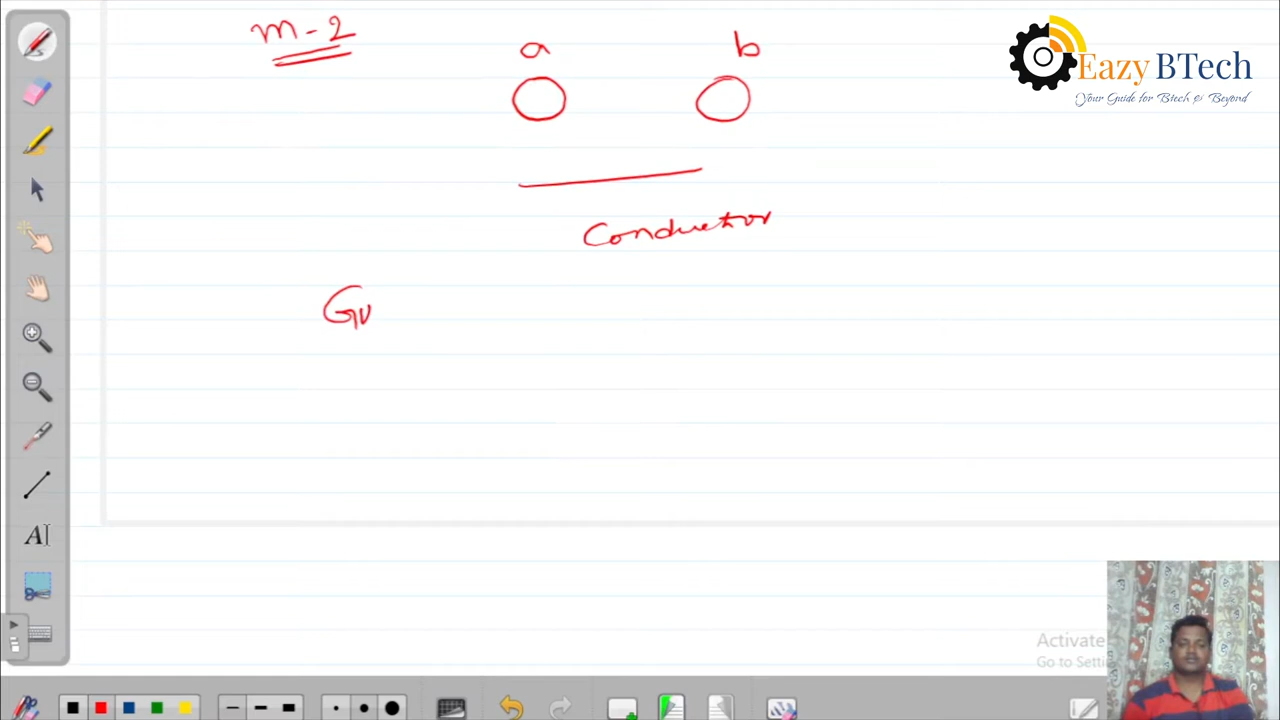 m-2
a b
Eazy BTech
Your Guide for Btech & Beyond
Conductor
Gu
Activate
Go to Setti
A